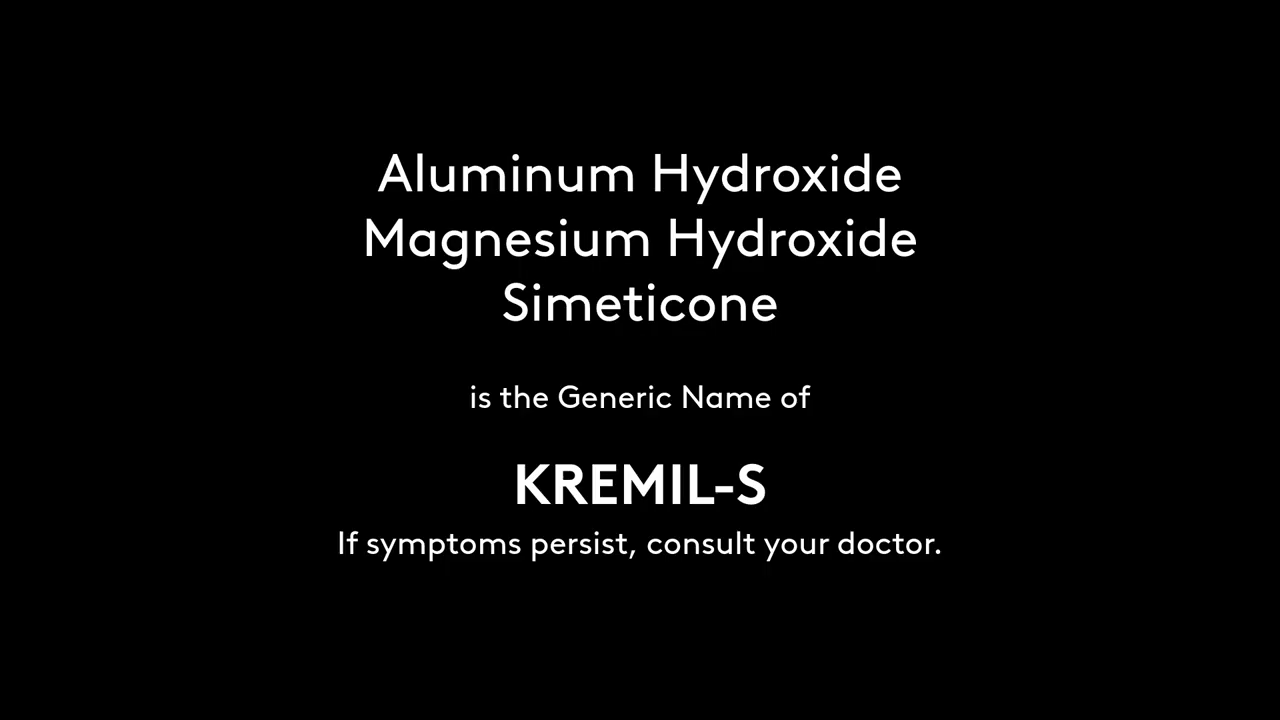 Aluminum Hydroxide
Magnesium Hydroxide
Simeticone
is the Generic Name of
KREMIL-S
If symptoms persist, consult your doctor.